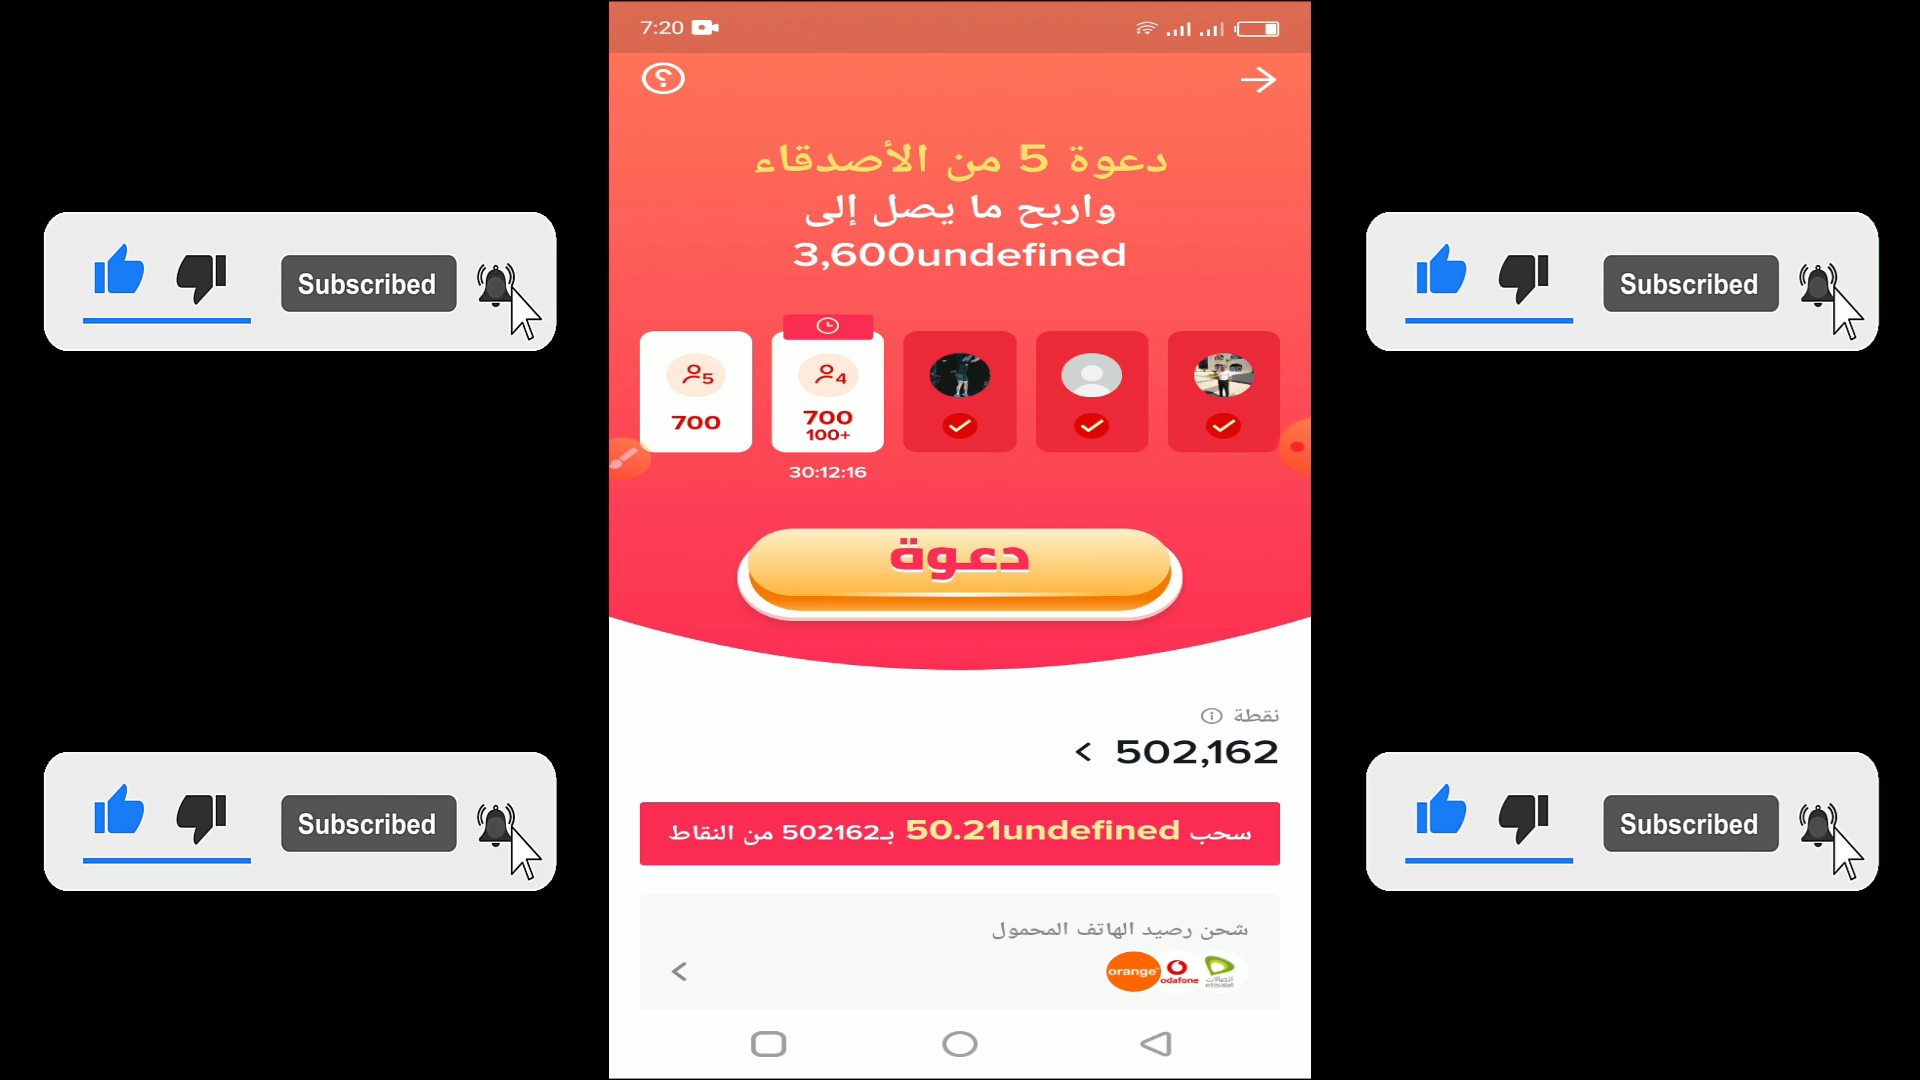 7:20
دعوة 5 من الأصدقاء
واربح ما يصل إلى
3,600undefined
5
700
4
700
100+
30:12:16
دعوة
نقطة
502,162
سحب 50.21undefined بـ502162 من النقاط
شحن رصيد الهاتف المحمول
orange
odafone
اتصالات
etisalat
Subscribed
Subscribed
Subscribed
Subscribed